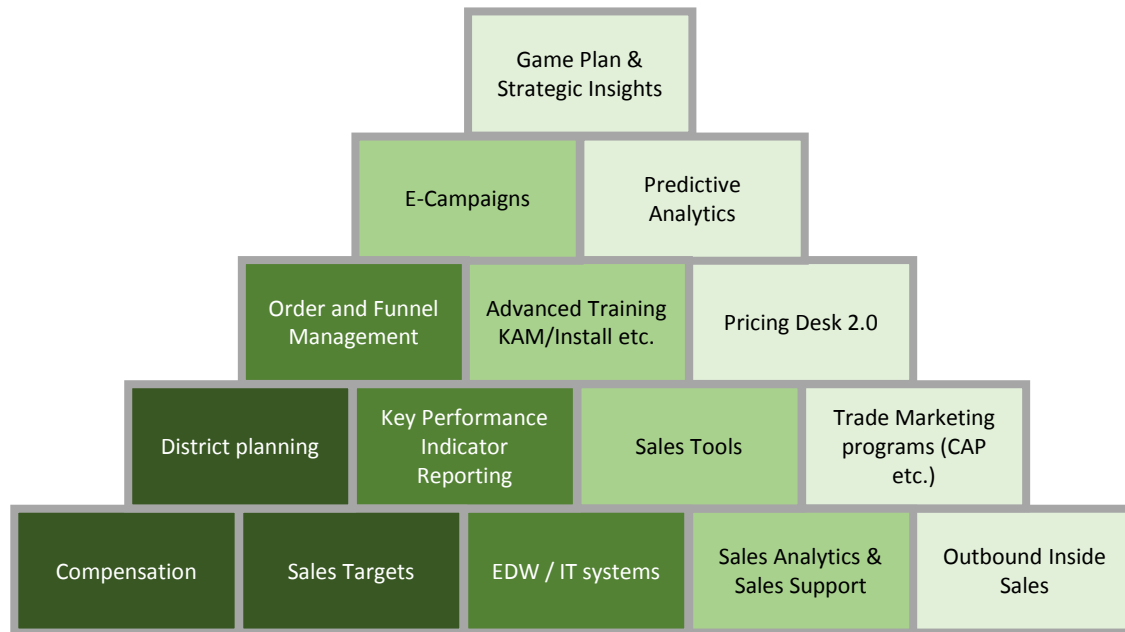 Game Plan &
Strategic Insights
E-Campaigns
Predictive
Analytics
Order and Funnel
Management
Advanced Training
KAM/Install etc.
Pricing Desk 2.0
District planning
Key Performance
Indicator
Reporting
Sales Tools
Trade Marketing
programs (CAP
etc.)
Compensation
Sales Targets
EDW / IT systems
Sales Analytics &
Sales Support
Outbound Inside
Sales